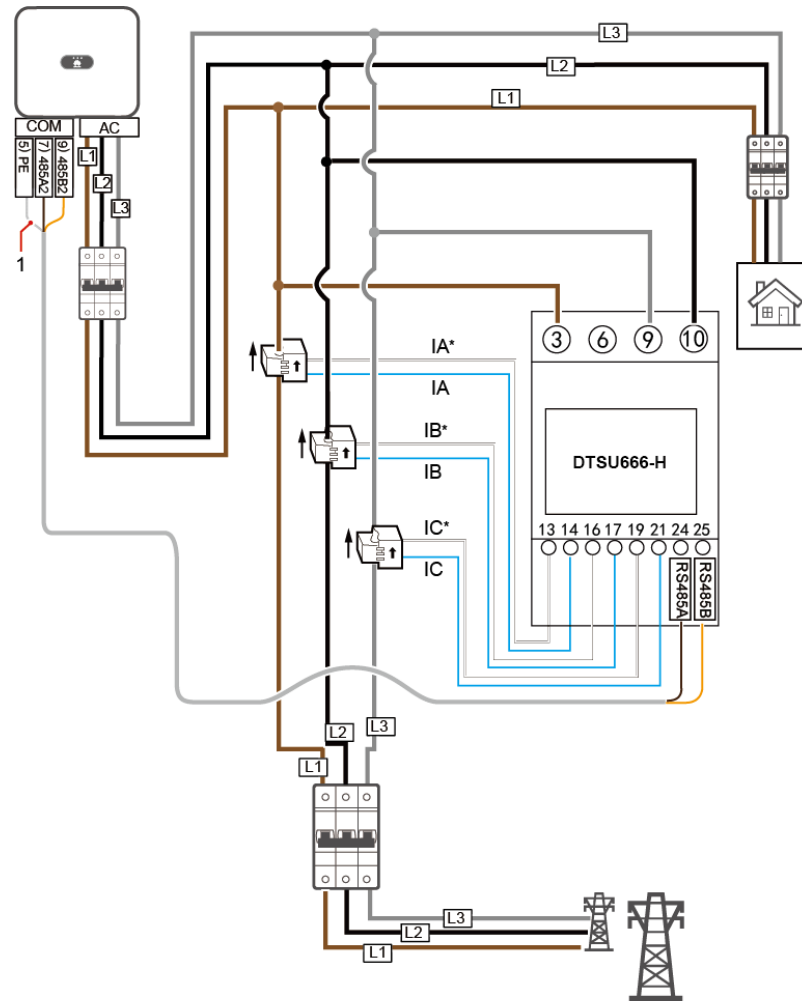 L3
L2
L1
COM
AC
5) PE
7) 485A2
9) 485B2
L1
L2
L3
1
3
6
9
10
IA*
IA
IB*
IB
IC*
IC
DTSU666-H
13 14 16 17 19 21 24 25
RS485A
RS485B
L3
L2
L1
L3
L2
L1